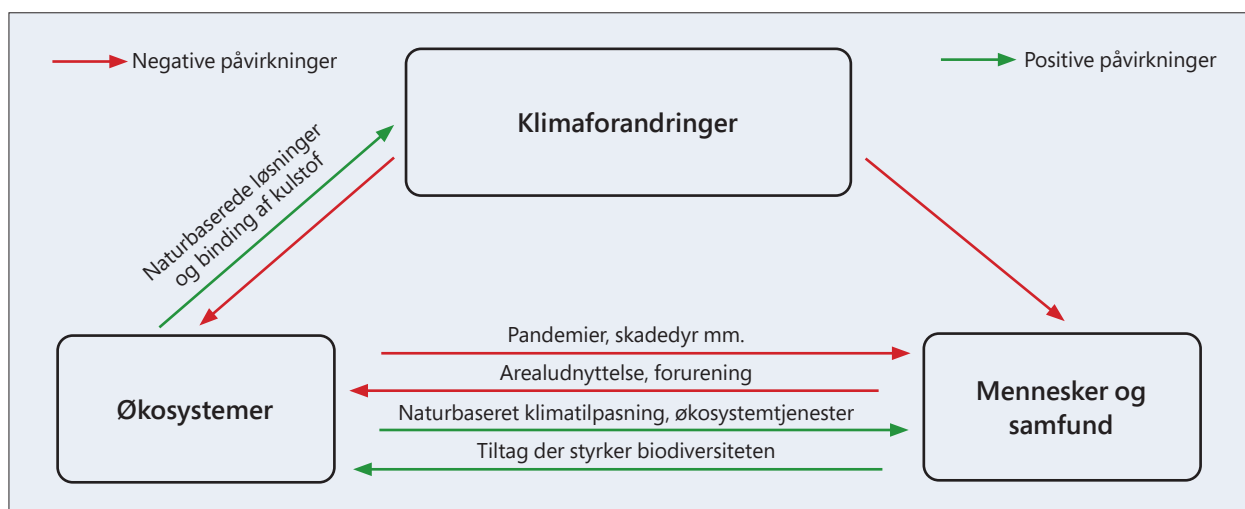 Negative påvirkninger
Positive påvirkninger
Klimaforandringer
Naturbaserede løsninger
og binding af kulstof
Pandemier, skadedyr mm.
Arealudnyttelse, forurening
Naturbaseret klimatilpasning, økosystemtjenester
Tiltag der styrker biodiversiteten
Økosystemer
Mennesker og
samfund